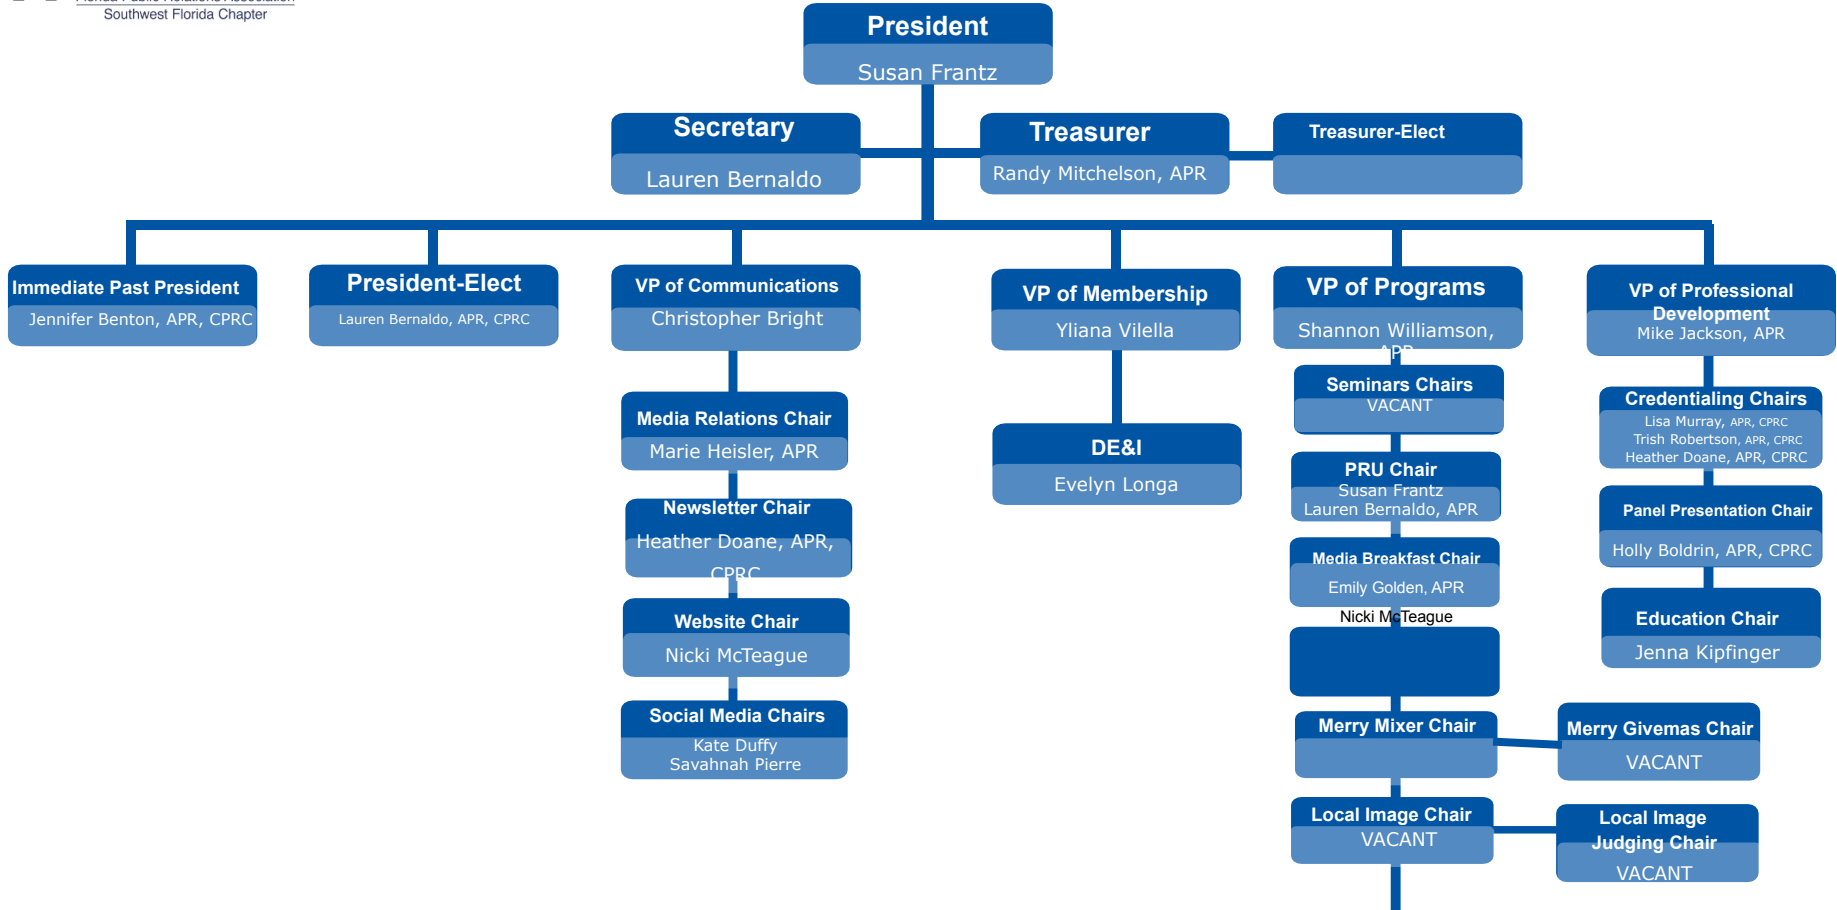 Florida Public Relations Association
Southwest Florida Chapter
President
Susan Frantz
Secretary
Lauren Bernaldo
Treasurer
Randy Mitchelson, APR
Treasurer-Elect
Immediate Past President
Jennifer Benton, APR, CPRC
President-Elect
Lauren Bernaldo, APR, CPRC
VP of Communications
Christopher Bright
Media Relations Chair
Marie Heisler, APR
Newsletter Chair
Heather Doane, APR,
CPRC
Website Chair
Nicki McTeague
Social Media Chairs
Kate Duffy
Savahnah Pierre
VP of Membership
Yliana Vilella
DE&I
Evelyn Longa
VP of Programs
Shannon Williamson,
APR
Seminars Chairs
VACANT
PRU Chair
Susan Frantz
Lauren Bernaldo, APR
Media Breakfast Chair
Emily Golden, APR
Nicki McTeague
Merry Mixer Chair
Merry Givemas Chair
VACANT
Local Image Chair
VACANT
Local Image
Judging Chair
VACANT
VP of Professional
Development
Mike Jackson, APR
Credentialing Chairs
Lisa Murray, APR, CPRC
Trish Robertson, APR, CPRC
Heather Doane, APR, CPRC
Panel Presentation Chair
Holly Boldrin, APR, CPRC
Education Chair
Jenna Kipfinger